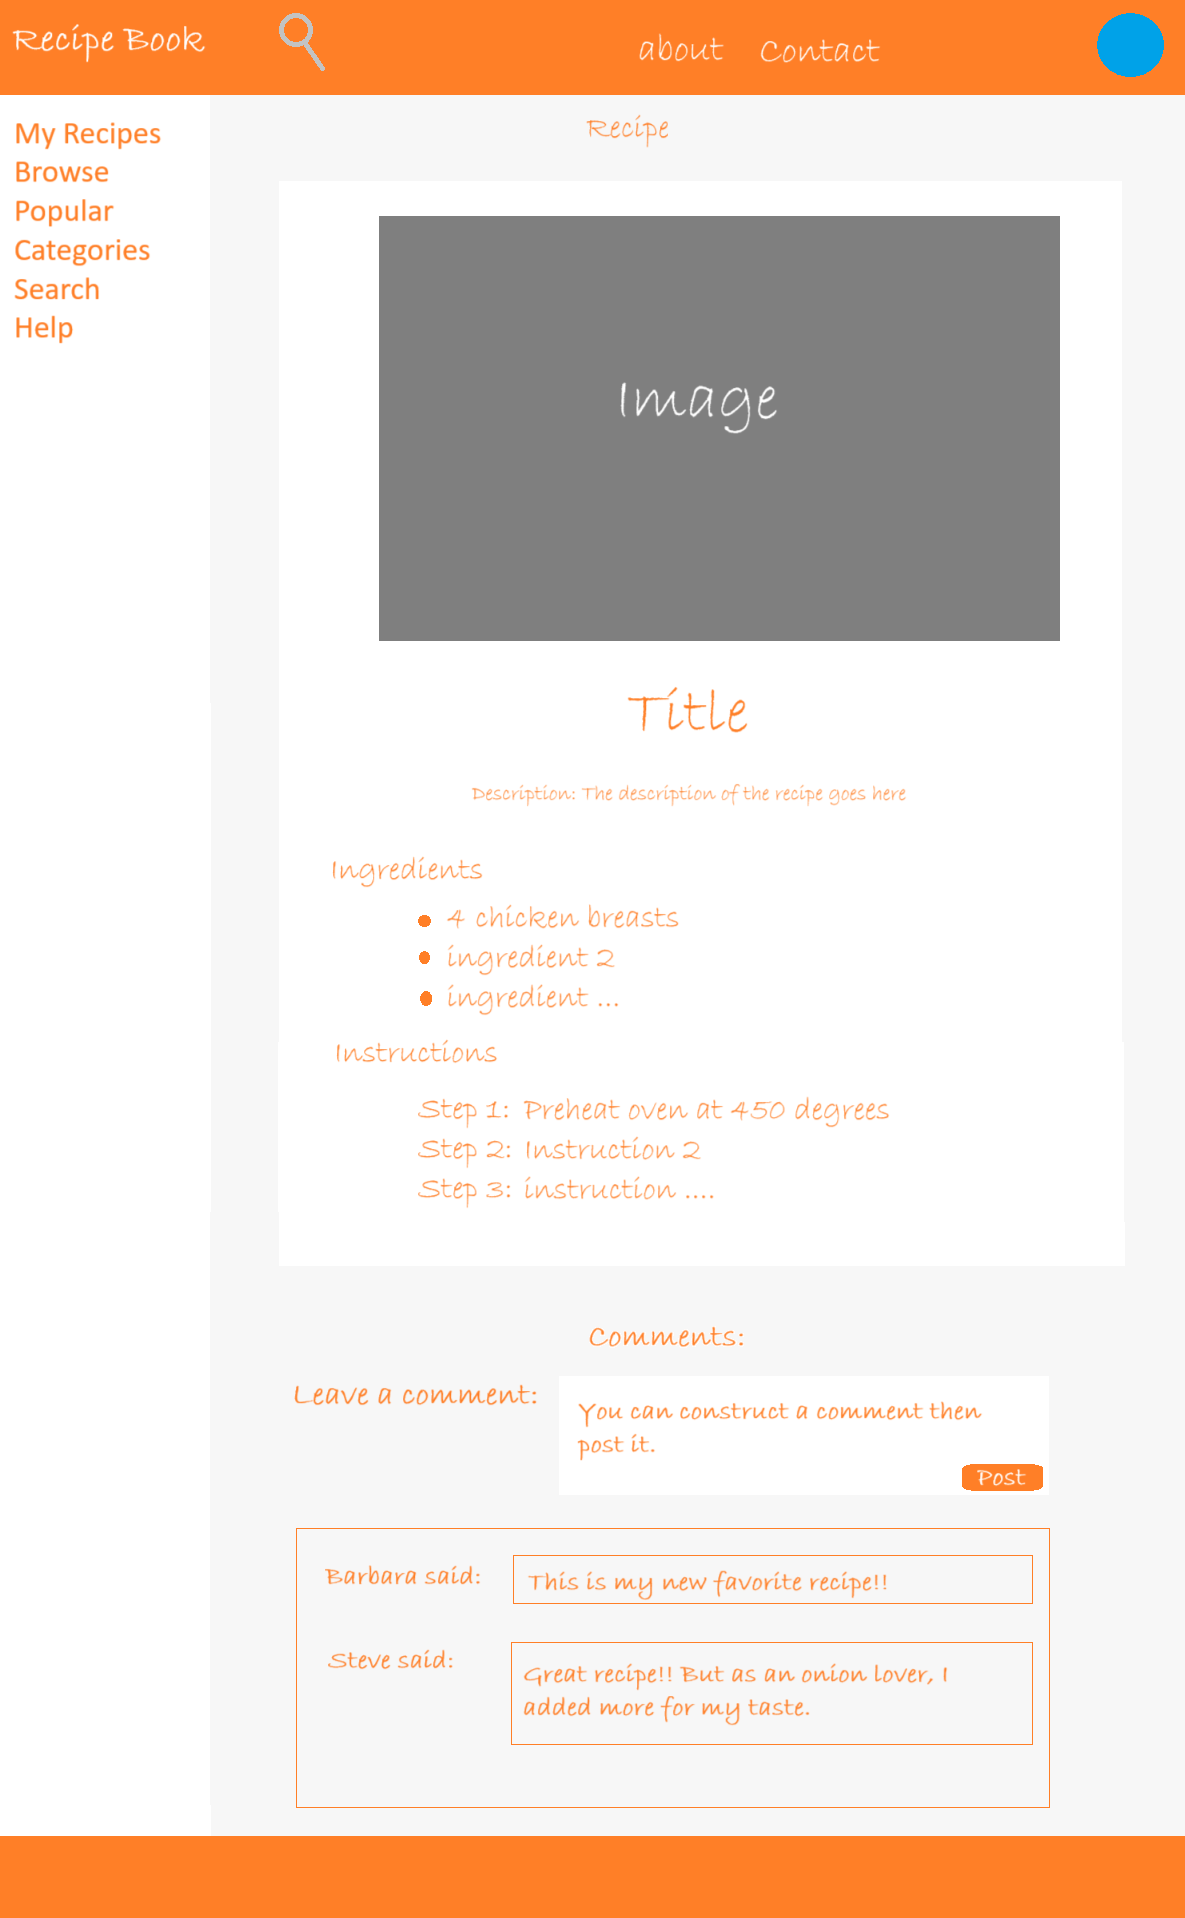 Recipe Book
about Contact
My Recipes
Browse
Popular
Categories
Search
Help
Recipe
Image
Title
Description: The description of the recipe goes here
Ingredients
4 chicken breasts
ingredient 2
ingredient ...
Instructions
Step 1: Preheat oven at 450 degrees
Step 2: Instruction 2
Step 3: instruction ....
Comments:
Leave a comment:
You can construct a comment then
post it.
Post
Barbara said: This is my new favorite recipe!!
Steve said: Great recipe!! But as an onion lover, I
added more for my taste.